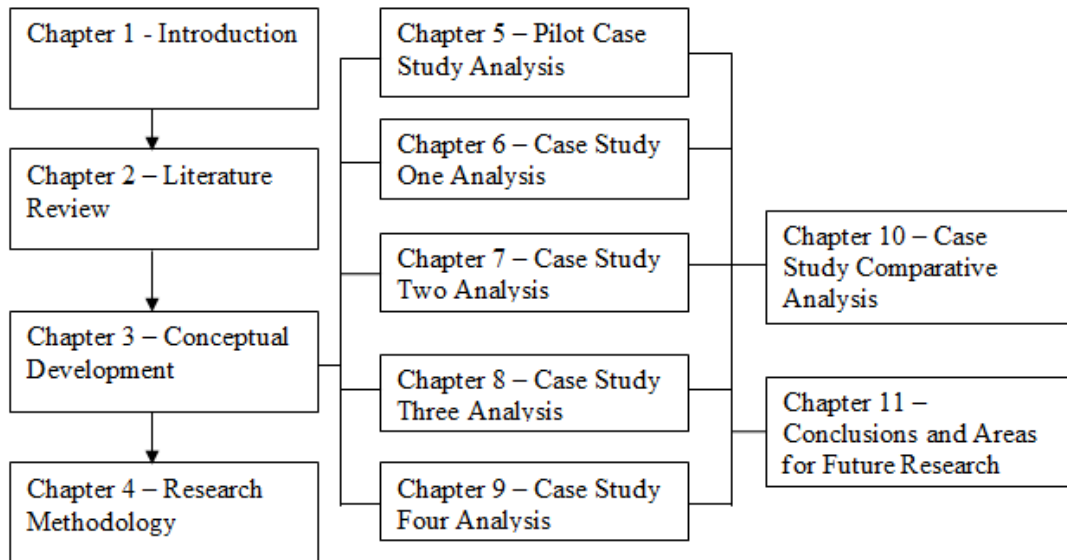 Chapter 1 - Introduction
Chapter 2 – Literature
Review
Chapter 3 – Conceptual
Development
Chapter 4 – Research
Methodology
Chapter 5 – Pilot Case
Study Analysis
Chapter 6 – Case Study
One Analysis
Chapter 7 – Case Study
Two Analysis
Chapter 8 – Case Study
Three Analysis
Chapter 9 – Case Study
Four Analysis
Chapter 10 – Case
Study Comparative
Analysis
Chapter 11 –
Conclusions and Areas
for Future Research